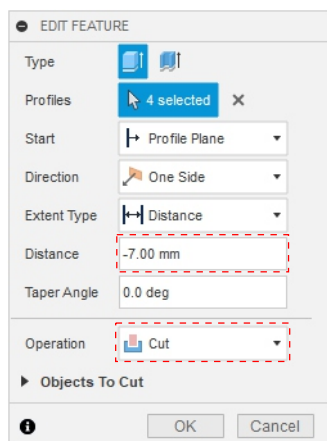 EDIT FEATURE
Type
Profiles 4 selected
Start Profile Plane
Direction One Side
Extent Type Distance
Distance -7.00 mm
Taper Angle 0.0 deg
Operation Cut
Objects To Cut
OK Cancel